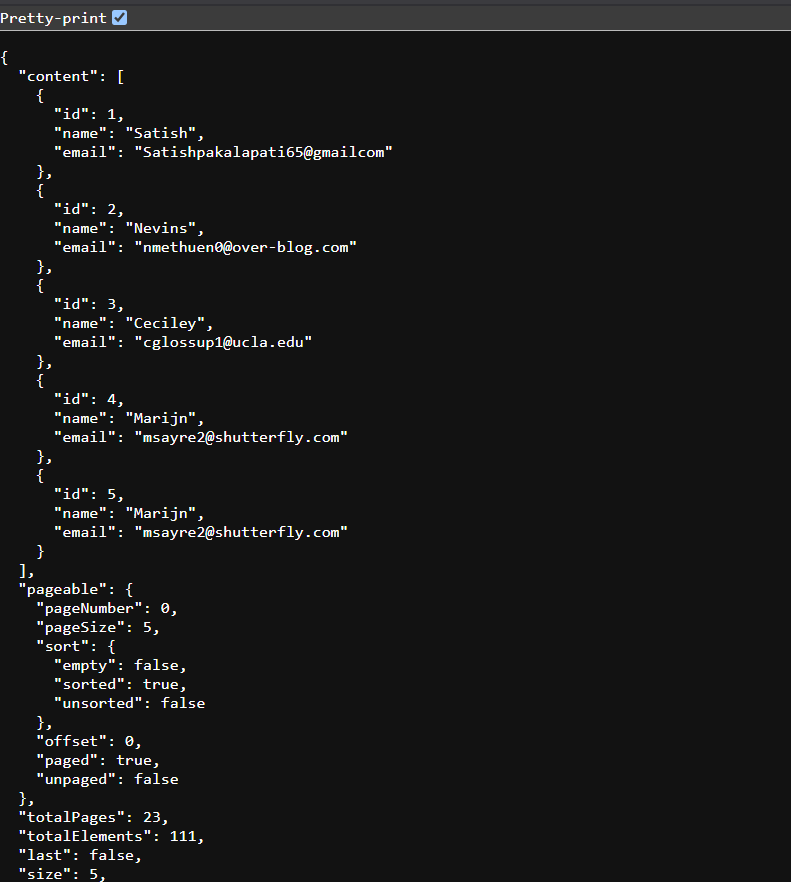 Pretty-print
{
  "content": [
    {
      "id": 1,
      "name": "Satish",
      "email": "Satishpakalapati65@gmailcom"
    },
    {
      "id": 2,
      "name": "Nevins",
      "email": "nmethuen0@over-blog.com"
    },
    {
      "id": 3,
      "name": "Ceciley",
      "email": "cglossup1@ucla.edu"
    },
    {
      "id": 4,
      "name": "Marijn",
      "email": "msayre2@shutterfly.com"
    },
    {
      "id": 5,
      "name": "Marijn",
      "email": "msayre2@shutterfly.com"
    }
  ],
  "pageable": {
    "pageNumber": 0,
    "pageSize": 5,
    "sort": {
      "empty": false,
      "sorted": true,
      "unsorted": false
    },
    "offset": 0,
    "paged": true,
    "unpaged": false
  },
  "totalPages": 23,
  "totalElements": 111,
  "last": false,
  "size": 5,